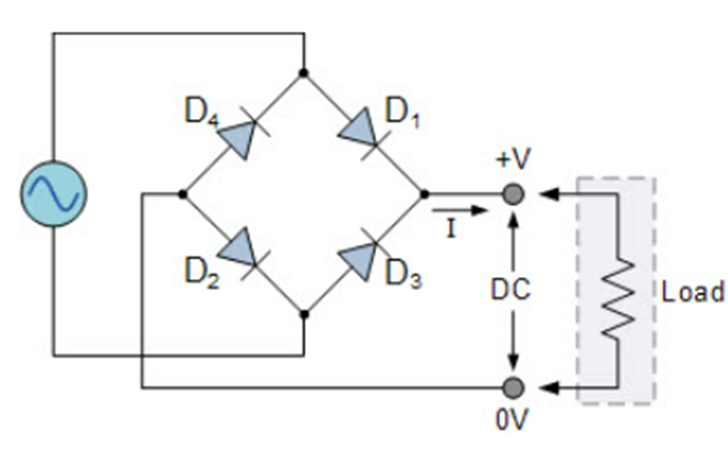 D₄
D₁
+V
I
D₂
D₃
DC
Load
0V